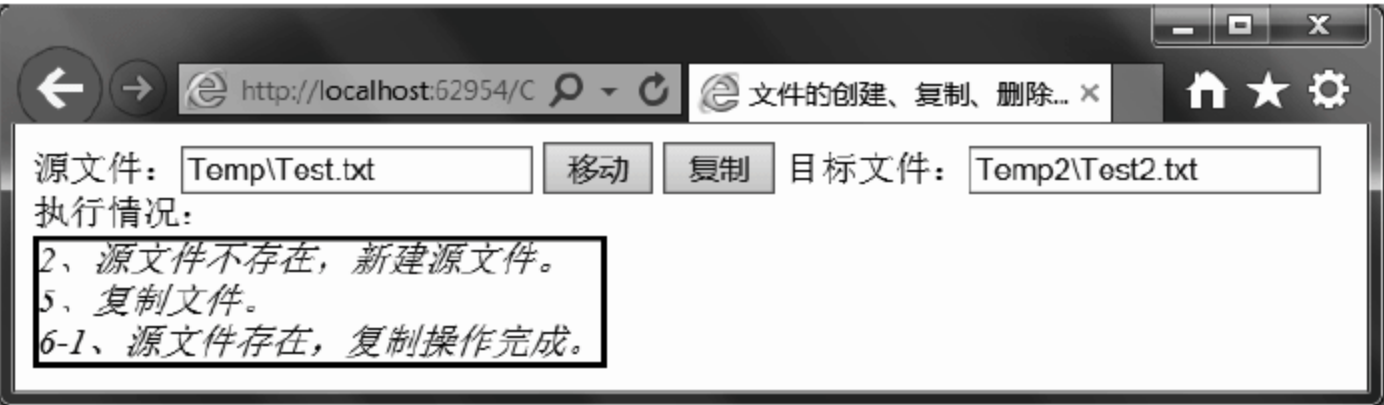 http://localhost:62954/C
文件的创建、复制、删除...
源文件： Temp\Test.txt 移动 复制 目标文件： Temp2\Test2.txt
执行情况：
2、源文件不存在，新建源文件。
5、复制文件。
6-1、源文件存在，复制操作完成。